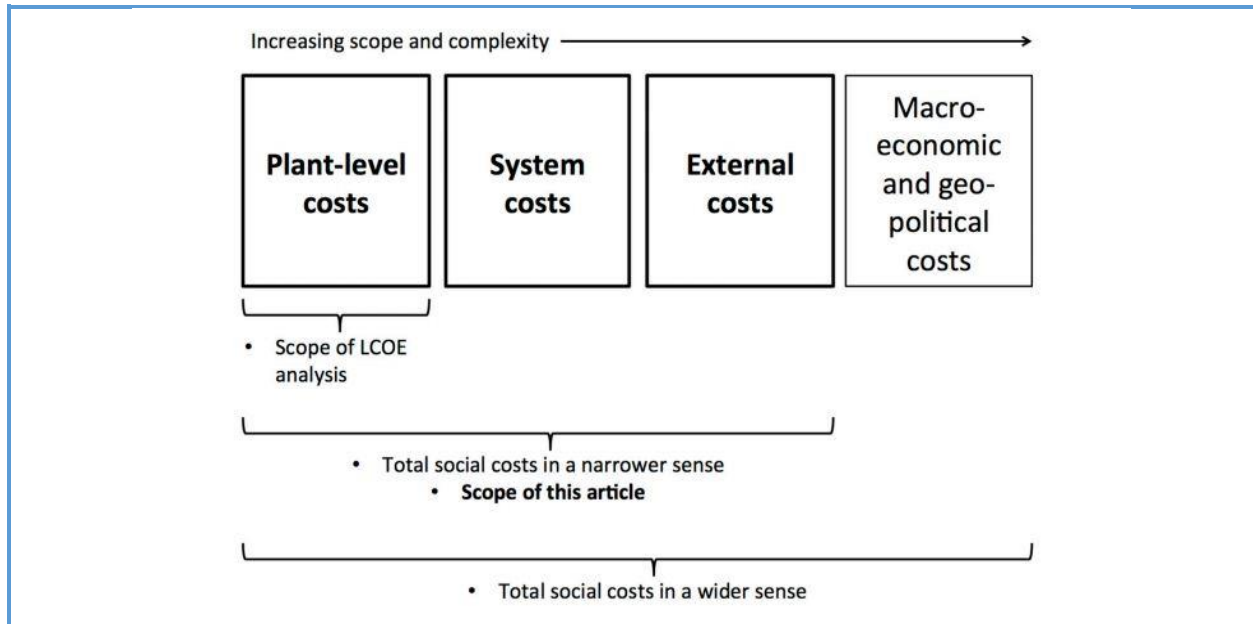 Increasing scope and complexity
Plant-level
costs
System
costs
External
costs
Macro-
economic
and geo-
political
costs
• Scope of LCOE
analysis
• Total social costs in a narrower sense
• Scope of this article
• Total social costs in a wider sense